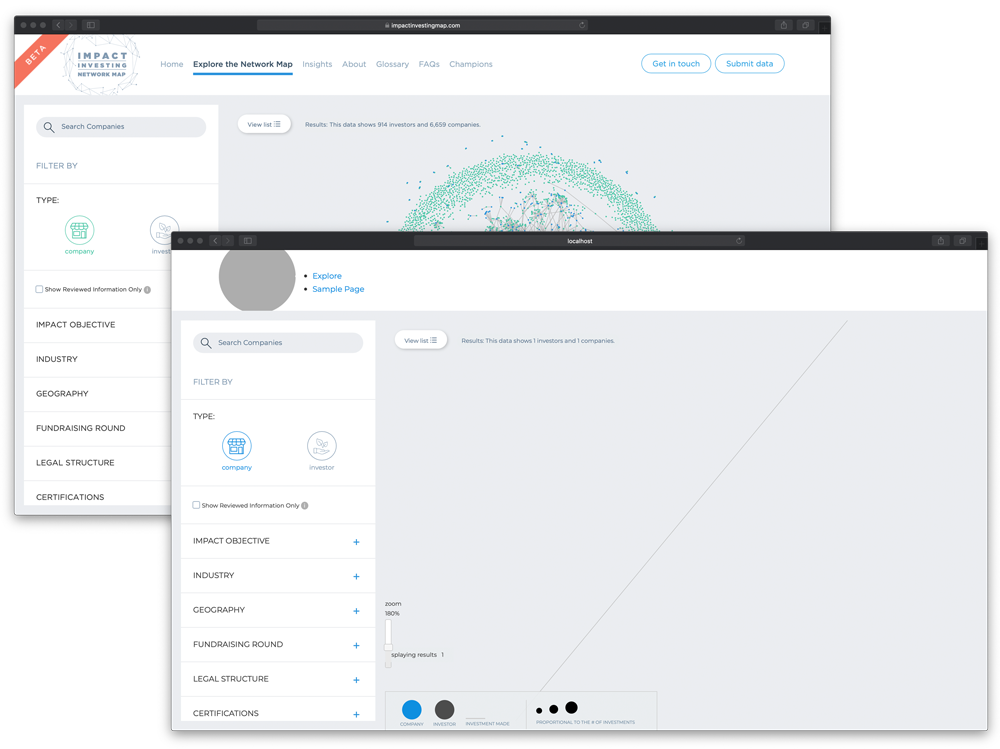 impactinvestingmap.com
BETA
IMPACT
INVESTING
NETWORK MAP
Home Explore the Network Map Insights About Glossary FAQs Champions Get in touch Submit data
Search Companies
View list
Results: This data shows 914 investors and 6,659 companies.
FILTER BY
TYPE:
company inves
Show Reviewed Information Only
IMPACT OBJECTIVE
INDUSTRY
GEOGRAPHY
FUNDRAISING ROUND
LEGAL STRUCTURE
CERTIFICATIONS
localhost
Explore
Sample Page
Search Companies
View list
Results: This data shows 1 investors and 1 companies.
FILTER BY
TYPE:
company investor
Show Reviewed Information Only
IMPACT OBJECTIVE +
INDUSTRY +
GEOGRAPHY +
FUNDRAISING ROUND +
LEGAL STRUCTURE +
CERTIFICATIONS +
zoom
180%
splaying results 1
COMPANY INVESTOR INVESTMENT MADE
PROPORTIONAL TO THE # OF INVESTMENTS